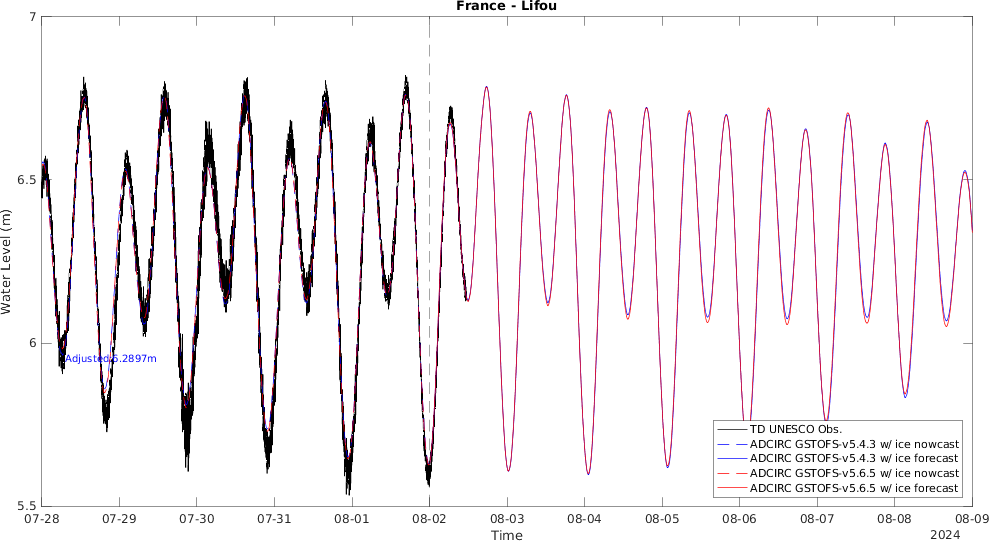 France - Lifou
Water Level (m)
7
6.5
6
5.5
Adjusted:6.2897m
TD UNESCO Obs.
ADCIRC GSTOFS-v5.4.3 w/ ice nowcast
ADCIRC GSTOFS-v5.4.3 w/ ice forecast
ADCIRC GSTOFS-v5.6.5 w/ ice nowcast
ADCIRC GSTOFS-v5.6.5 w/ ice forecast
07-28 07-29 07-30 07-31 08-01 08-02 08-03 08-04 08-05 08-06 08-07 08-08 08-09
Time
2024